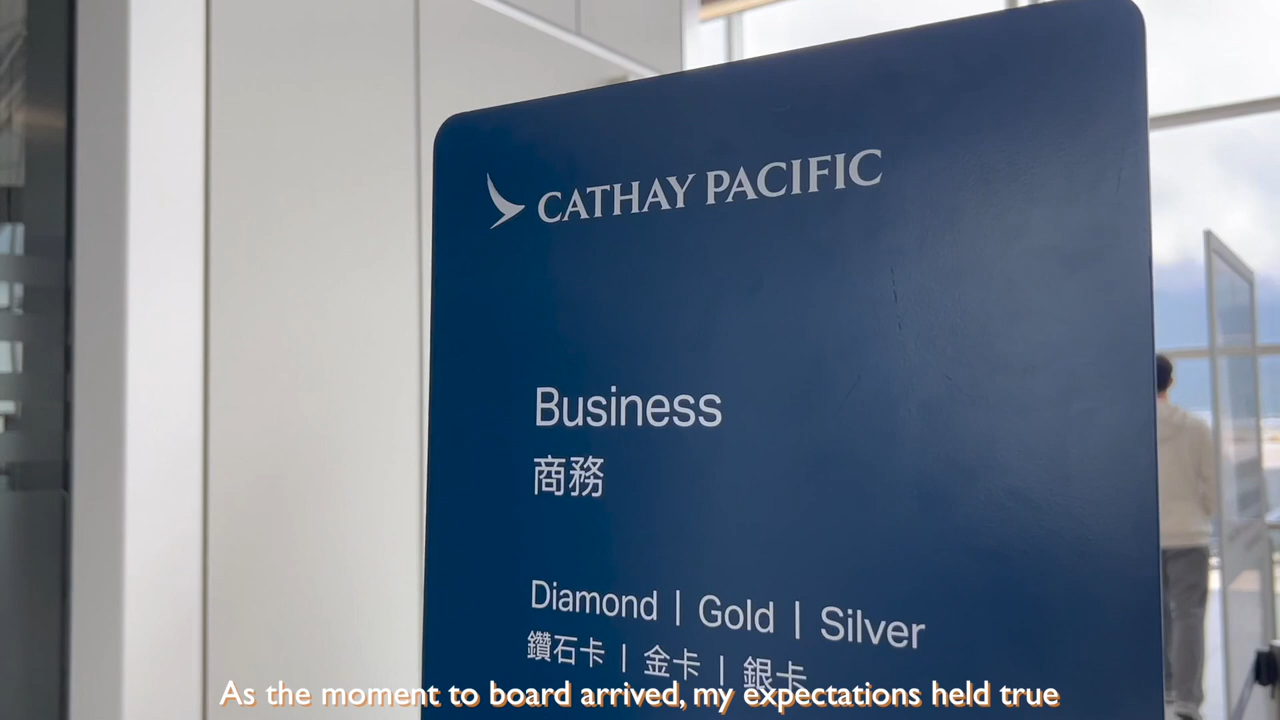 CATHAY PACIFIC
Business
商務
Diamond | Gold | Silver
鑽石卡 | 金卡 | 銀卡
As the moment to board arrived, my expectations held true